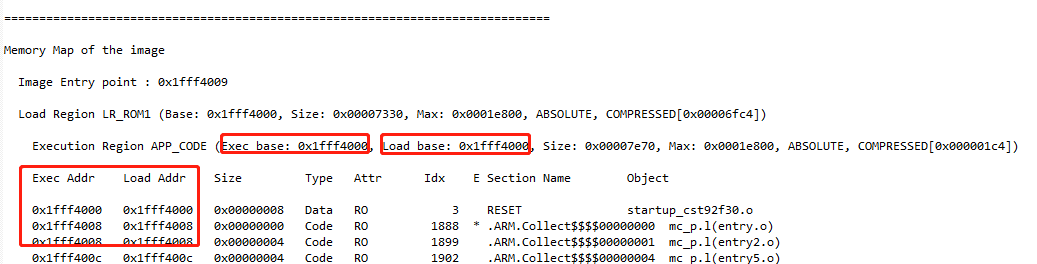 ==============================================================================
Memory Map of the image
Image Entry point : 0x1fff4009
Load Region LR_ROM1 (Base: 0x1fff4000, Size: 0x00007330, Max: 0x0001e800, ABSOLUTE, COMPRESSED[0x00006fc4])
Execution Region APP_CODE (Exec base: 0x1fff4000, Load base: 0x1fff4000, Size: 0x00007e70, Max: 0x0001e800, ABSOLUTE, COMPRESSED[0x000001c4])
Exec Addr Load Addr Size Type Attr Idx E Section Name Object
0x1fff4000 0x1fff4000 0x00000008 Data RO 3 RESET startup_cst92f30.o
0x1fff4008 0x1fff4008 0x00000000 Code RO 1888 * .ARM.Collect$$$$00000000 mc_p.l(entry.o)
0x1fff4008 0x1fff4008 0x00000004 Code RO 1899 .ARM.Collect$$$$00000001 mc_p.l(entry2.o)
0x1fff400c 0x1fff400c 0x00000004 Code RO 1902 .ARM.Collect$$$$00000004 mc_p.l(entry5.o)